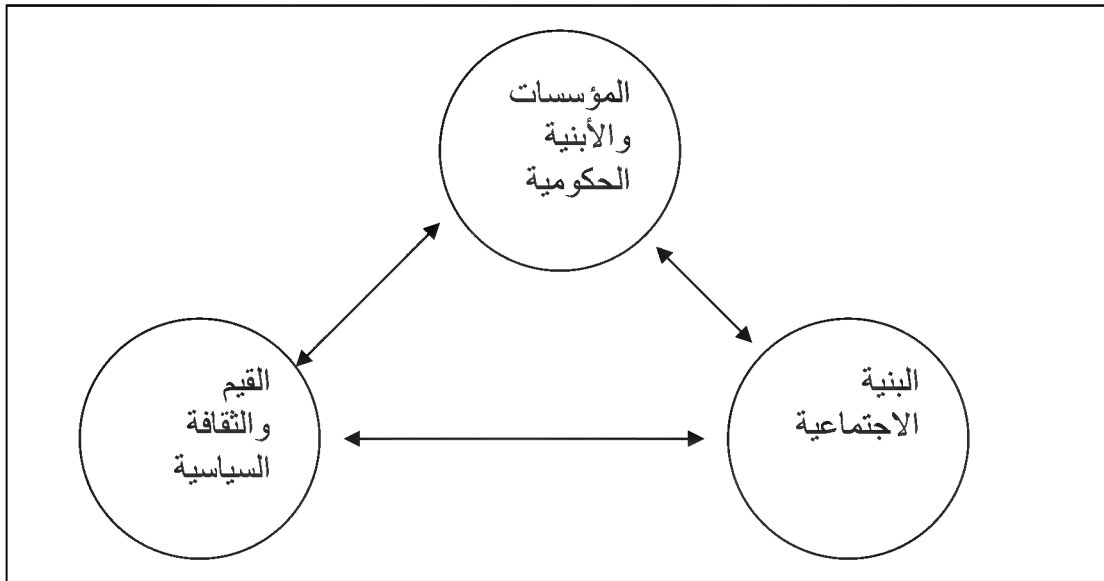 المؤسسات
والأبنية
الحكومية
البنية
الاجتماعية
القيم
والثقافة
السياسية